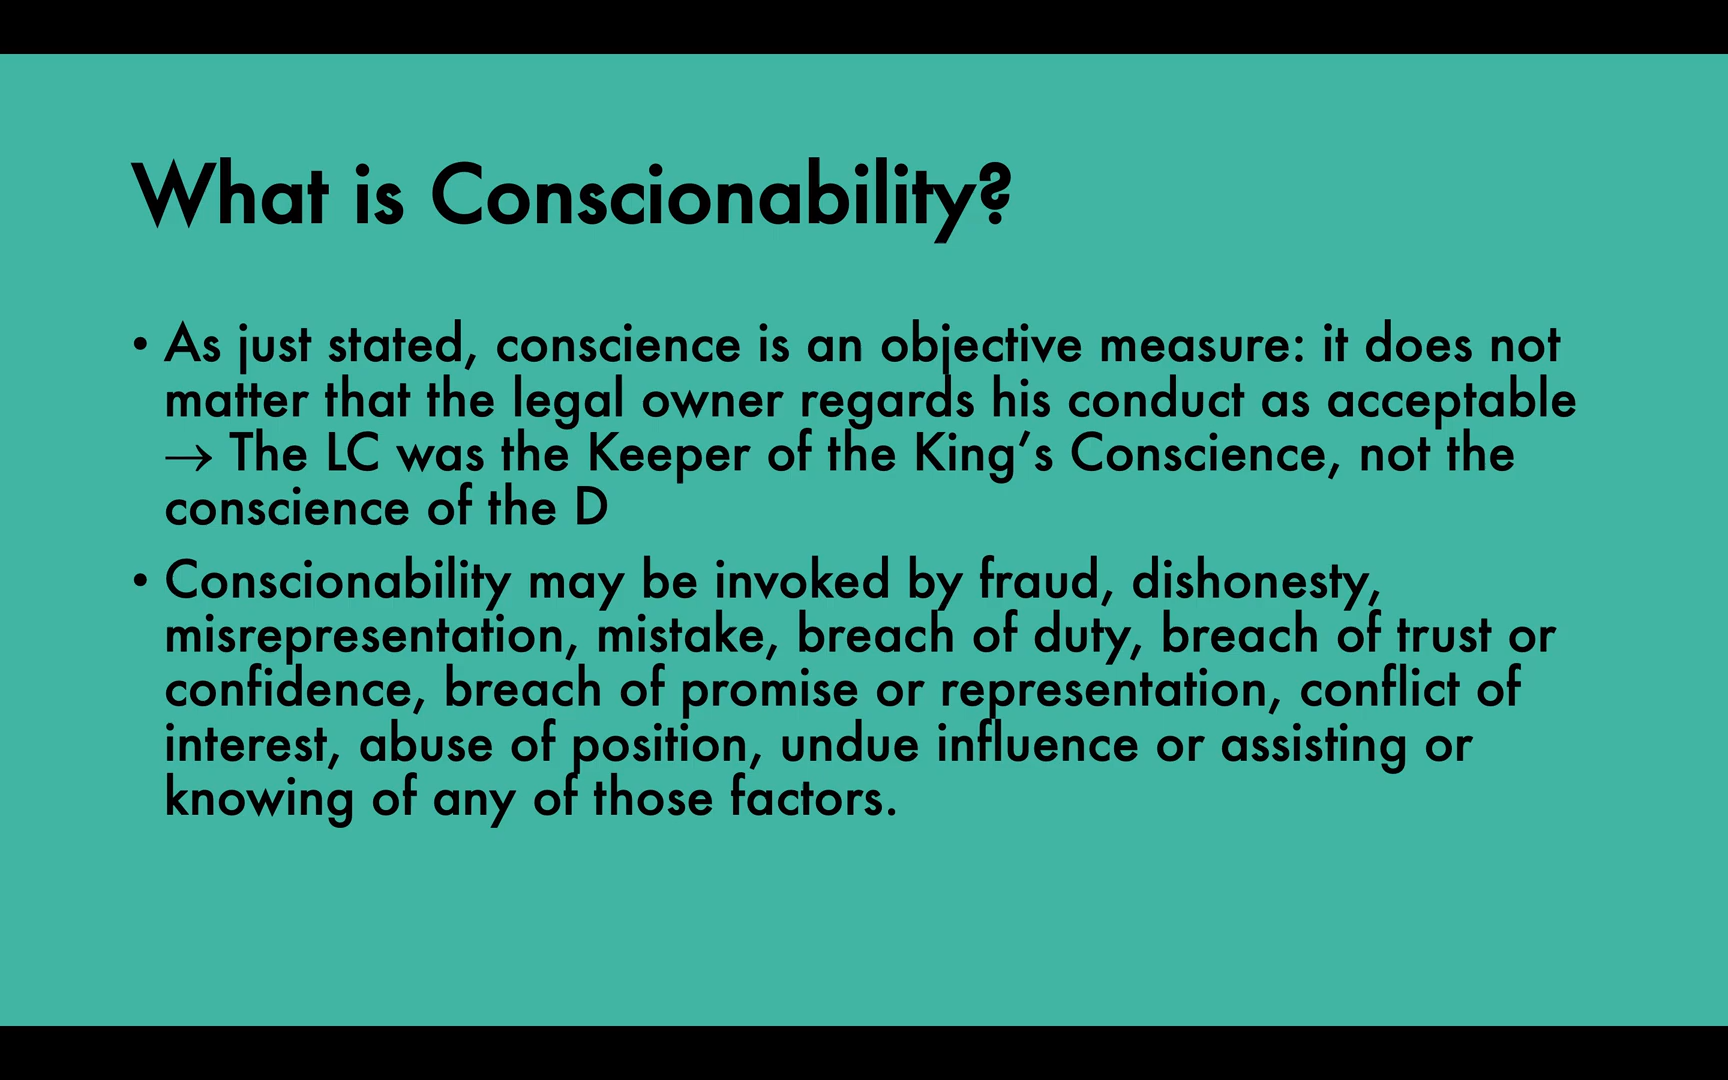 What is Conscionability?
• As just stated, conscience is an objective measure: it does not
matter that the legal owner regards his conduct as acceptable
→ The LC was the Keeper of the King’s Conscience, not the
conscience of the D
• Conscionability may be invoked by fraud, dishonesty,
misrepresentation, mistake, breach of duty, breach of trust or
confidence, breach of promise or representation, conflict of
interest, abuse of position, undue influence or assisting or
knowing of any of those factors.